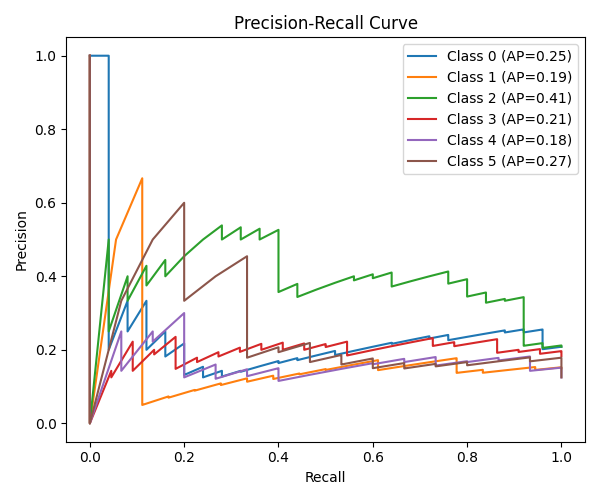 Precision-Recall Curve
Precision
1.0
0.8
0.6
0.4
0.2
0.0
Class 0 (AP=0.25)
Class 1 (AP=0.19)
Class 2 (AP=0.41)
Class 3 (AP=0.21)
Class 4 (AP=0.18)
Class 5 (AP=0.27)
0.0 0.2 0.4 0.6 0.8 1.0
Recall